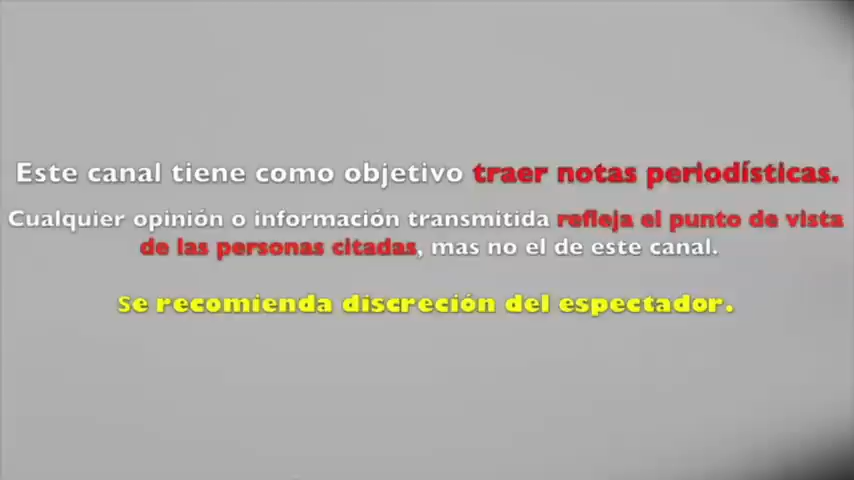 Este canal tiene como objetivo traer notas periodísticas.
Cualquier opinión o información transmitida refleja el punto de vista
de las personas citadas, mas no el de este canal.
Se recomienda discreción del espectador.